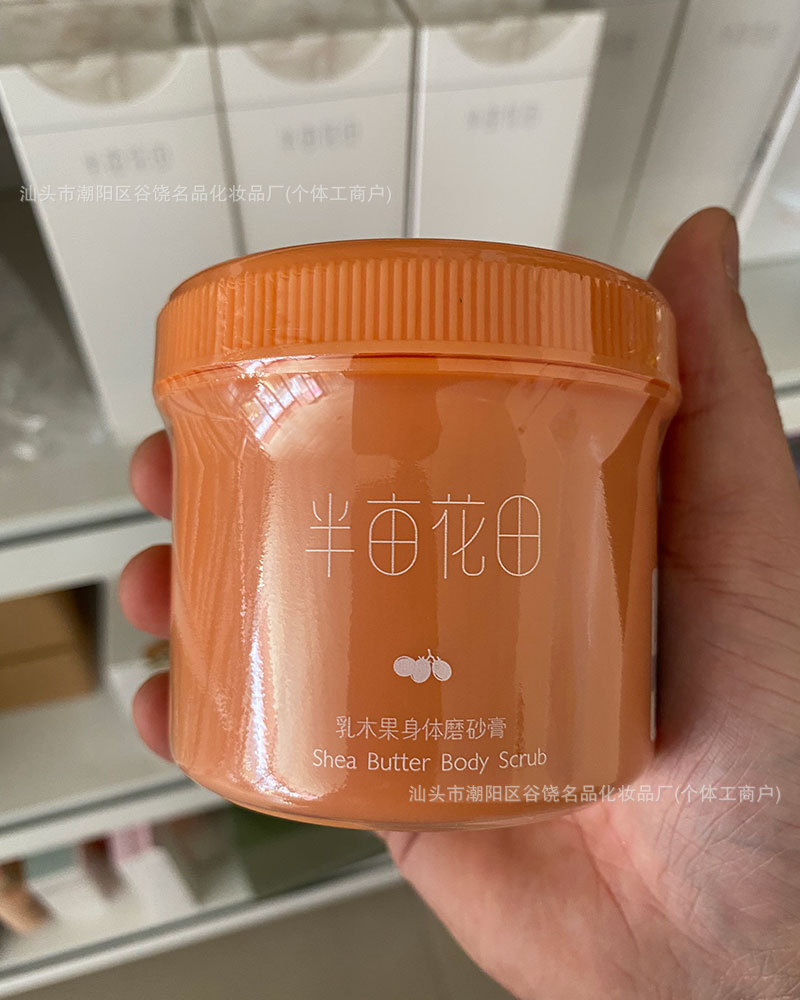 汕头市潮阳区谷饶名品化妆品厂(个体工商户)
半亩花田
乳木果身体磨砂膏
Shea Butter Body Scrub
汕头市潮阳区谷饶名品化妆品厂(个体工商户)